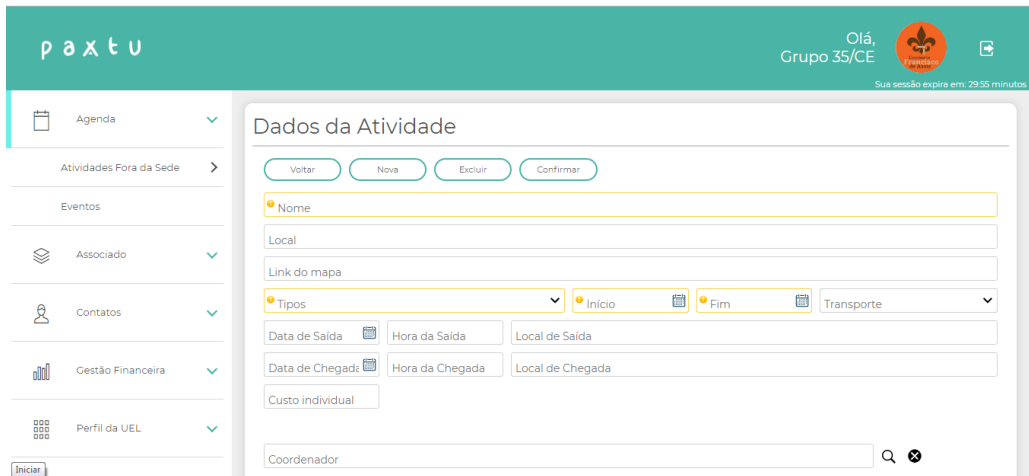 paxtu
Olá,
Grupo 35/CE
Francisco
de Assis
Sua sessão expira em: 29:55 minutos
Agenda
Atividades Fora da Sede
Eventos
Associado
Contatos
Gestão Financeira
Perfil da UEL
Iniciar
Dados da Atividade
Voltar Nova Excluir Confirmar
Nome
Local
Link do mapa
Tipos Início Fim Transporte
Data de Saída Hora da Saída Local de Saída
Data de Chegada Hora da Chegada Local de Chegada
Custo individual
Coordenador